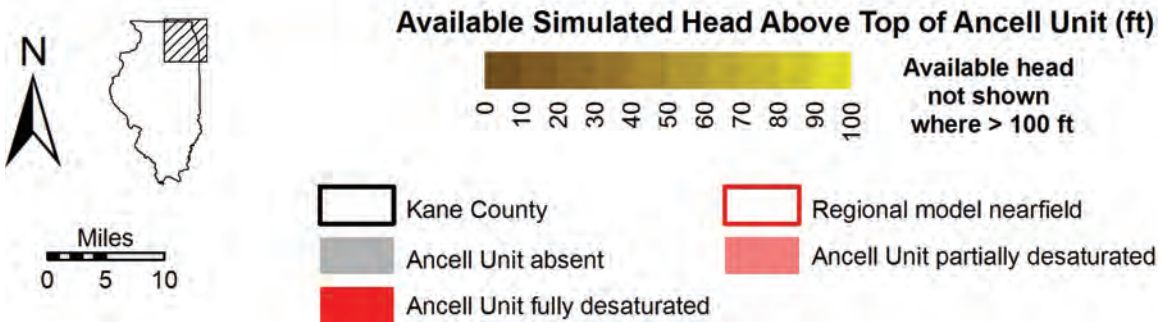 Available Simulated Head Above Top of Ancell Unit (ft)
N
0 10 20 30 40 50 60 70 80 90 100
Available head
not shown
where > 100 ft
Kane County
Regional model nearfield
Miles
0 5 10
Ancell Unit absent
Ancell Unit partially desaturated
Ancell Unit fully desaturated